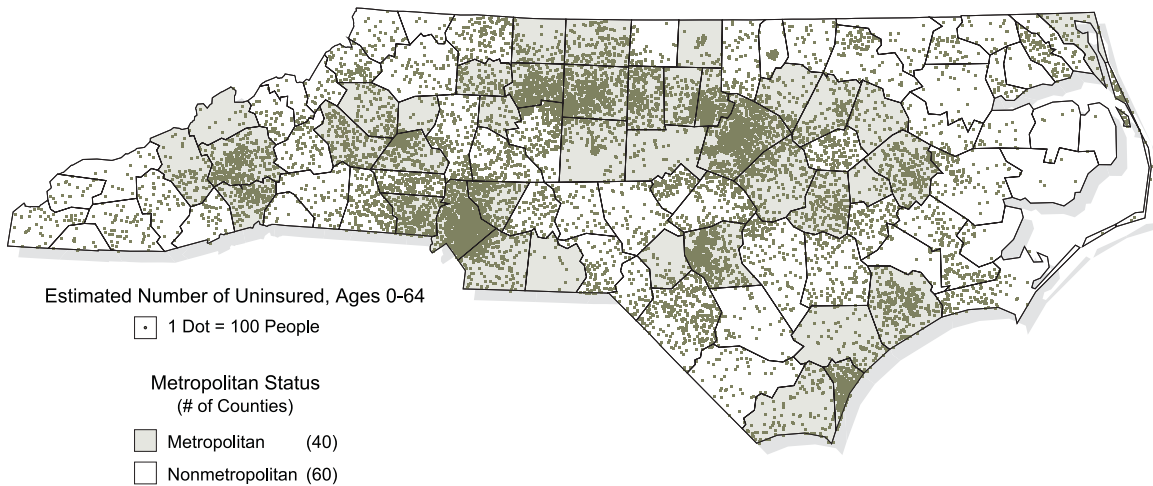 Estimated Number of Uninsured, Ages 0-64
1 Dot = 100 People
Metropolitan Status
(# of Counties)
Metropolitan (40)
Nonmetropolitan (60)